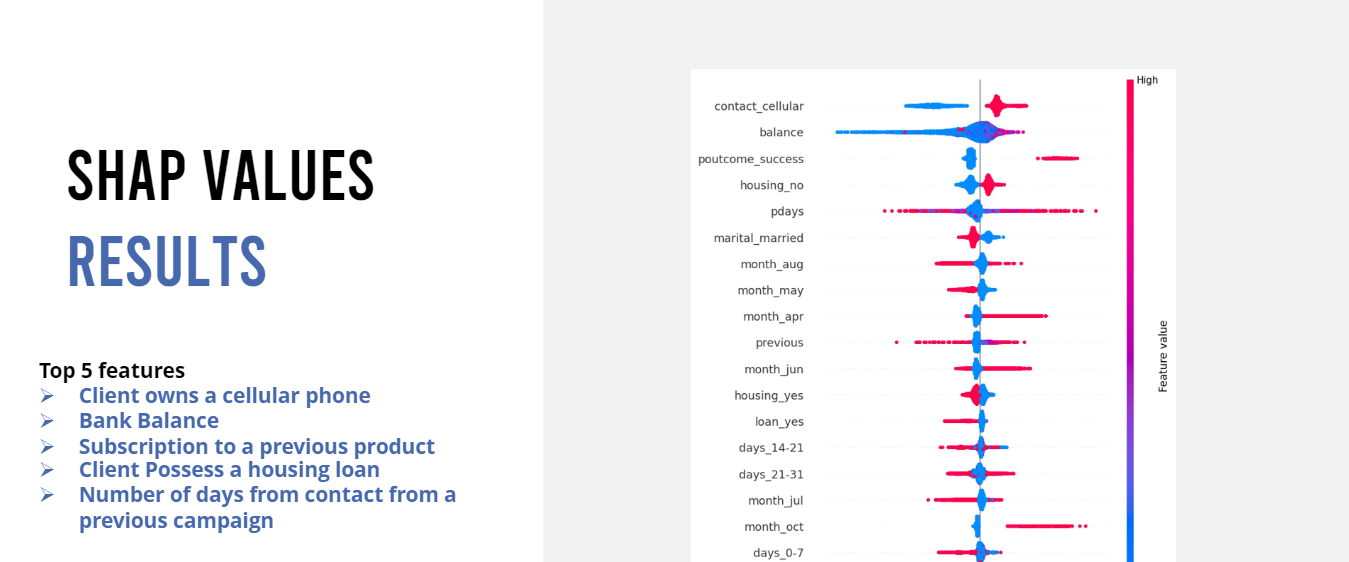 SHAP VALUES
RESULTS
Top 5 features
Client owns a cellular phone
Bank Balance
Subscription to a previous product
Client Possess a housing loan
Number of days from contact from a
previous campaign
High
contact_cellular
balance
poutcome_success
housing_no
pdays
marital_married
month_aug
month_may
month_apr
previous
month_jun
housing_yes
loan_yes
days_14-21
days_21-31
month_jul
month_oct
days_0-7
Feature value